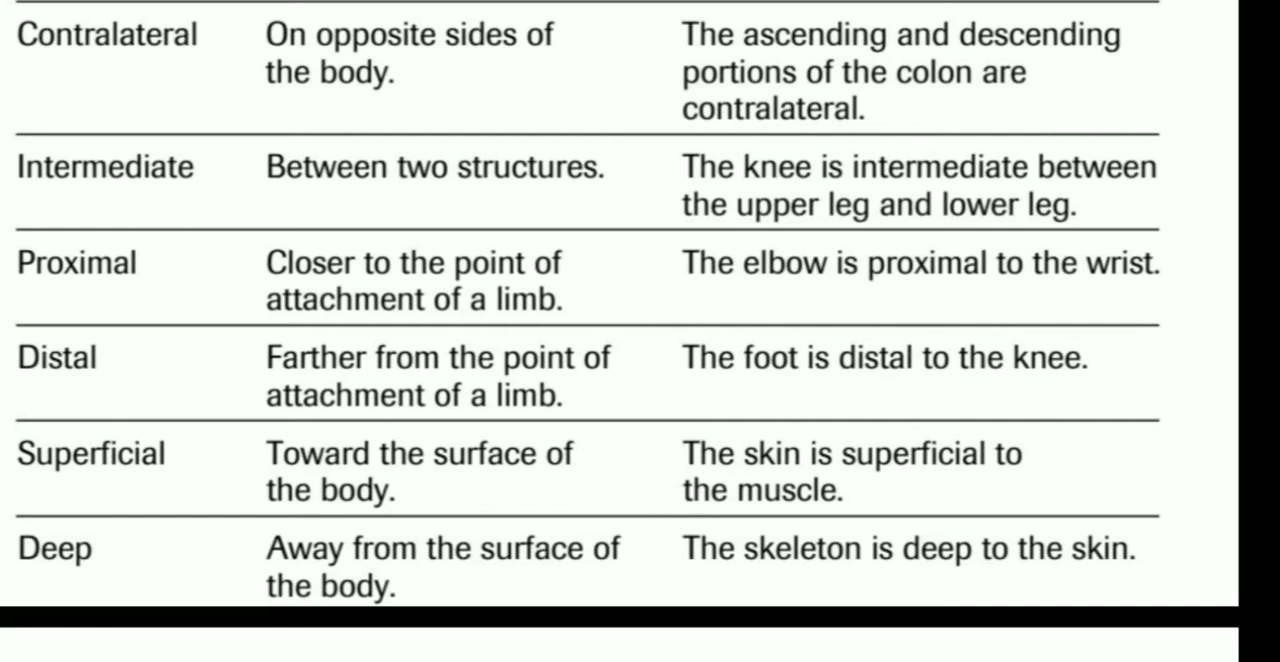 Contralateral On opposite sides of The ascending and descending
the body. portions of the colon are
contralateral.
Intermediate Between two structures. The knee is intermediate between
the upper leg and lower leg.
Proximal Closer to the point of The elbow is proximal to the wrist.
attachment of a limb.
Distal Farther from the point of The foot is distal to the knee.
attachment of a limb.
Superficial Toward the surface of The skin is superficial to
the body. the muscle.
Deep Away from the surface of The skeleton is deep to the skin.
the body.